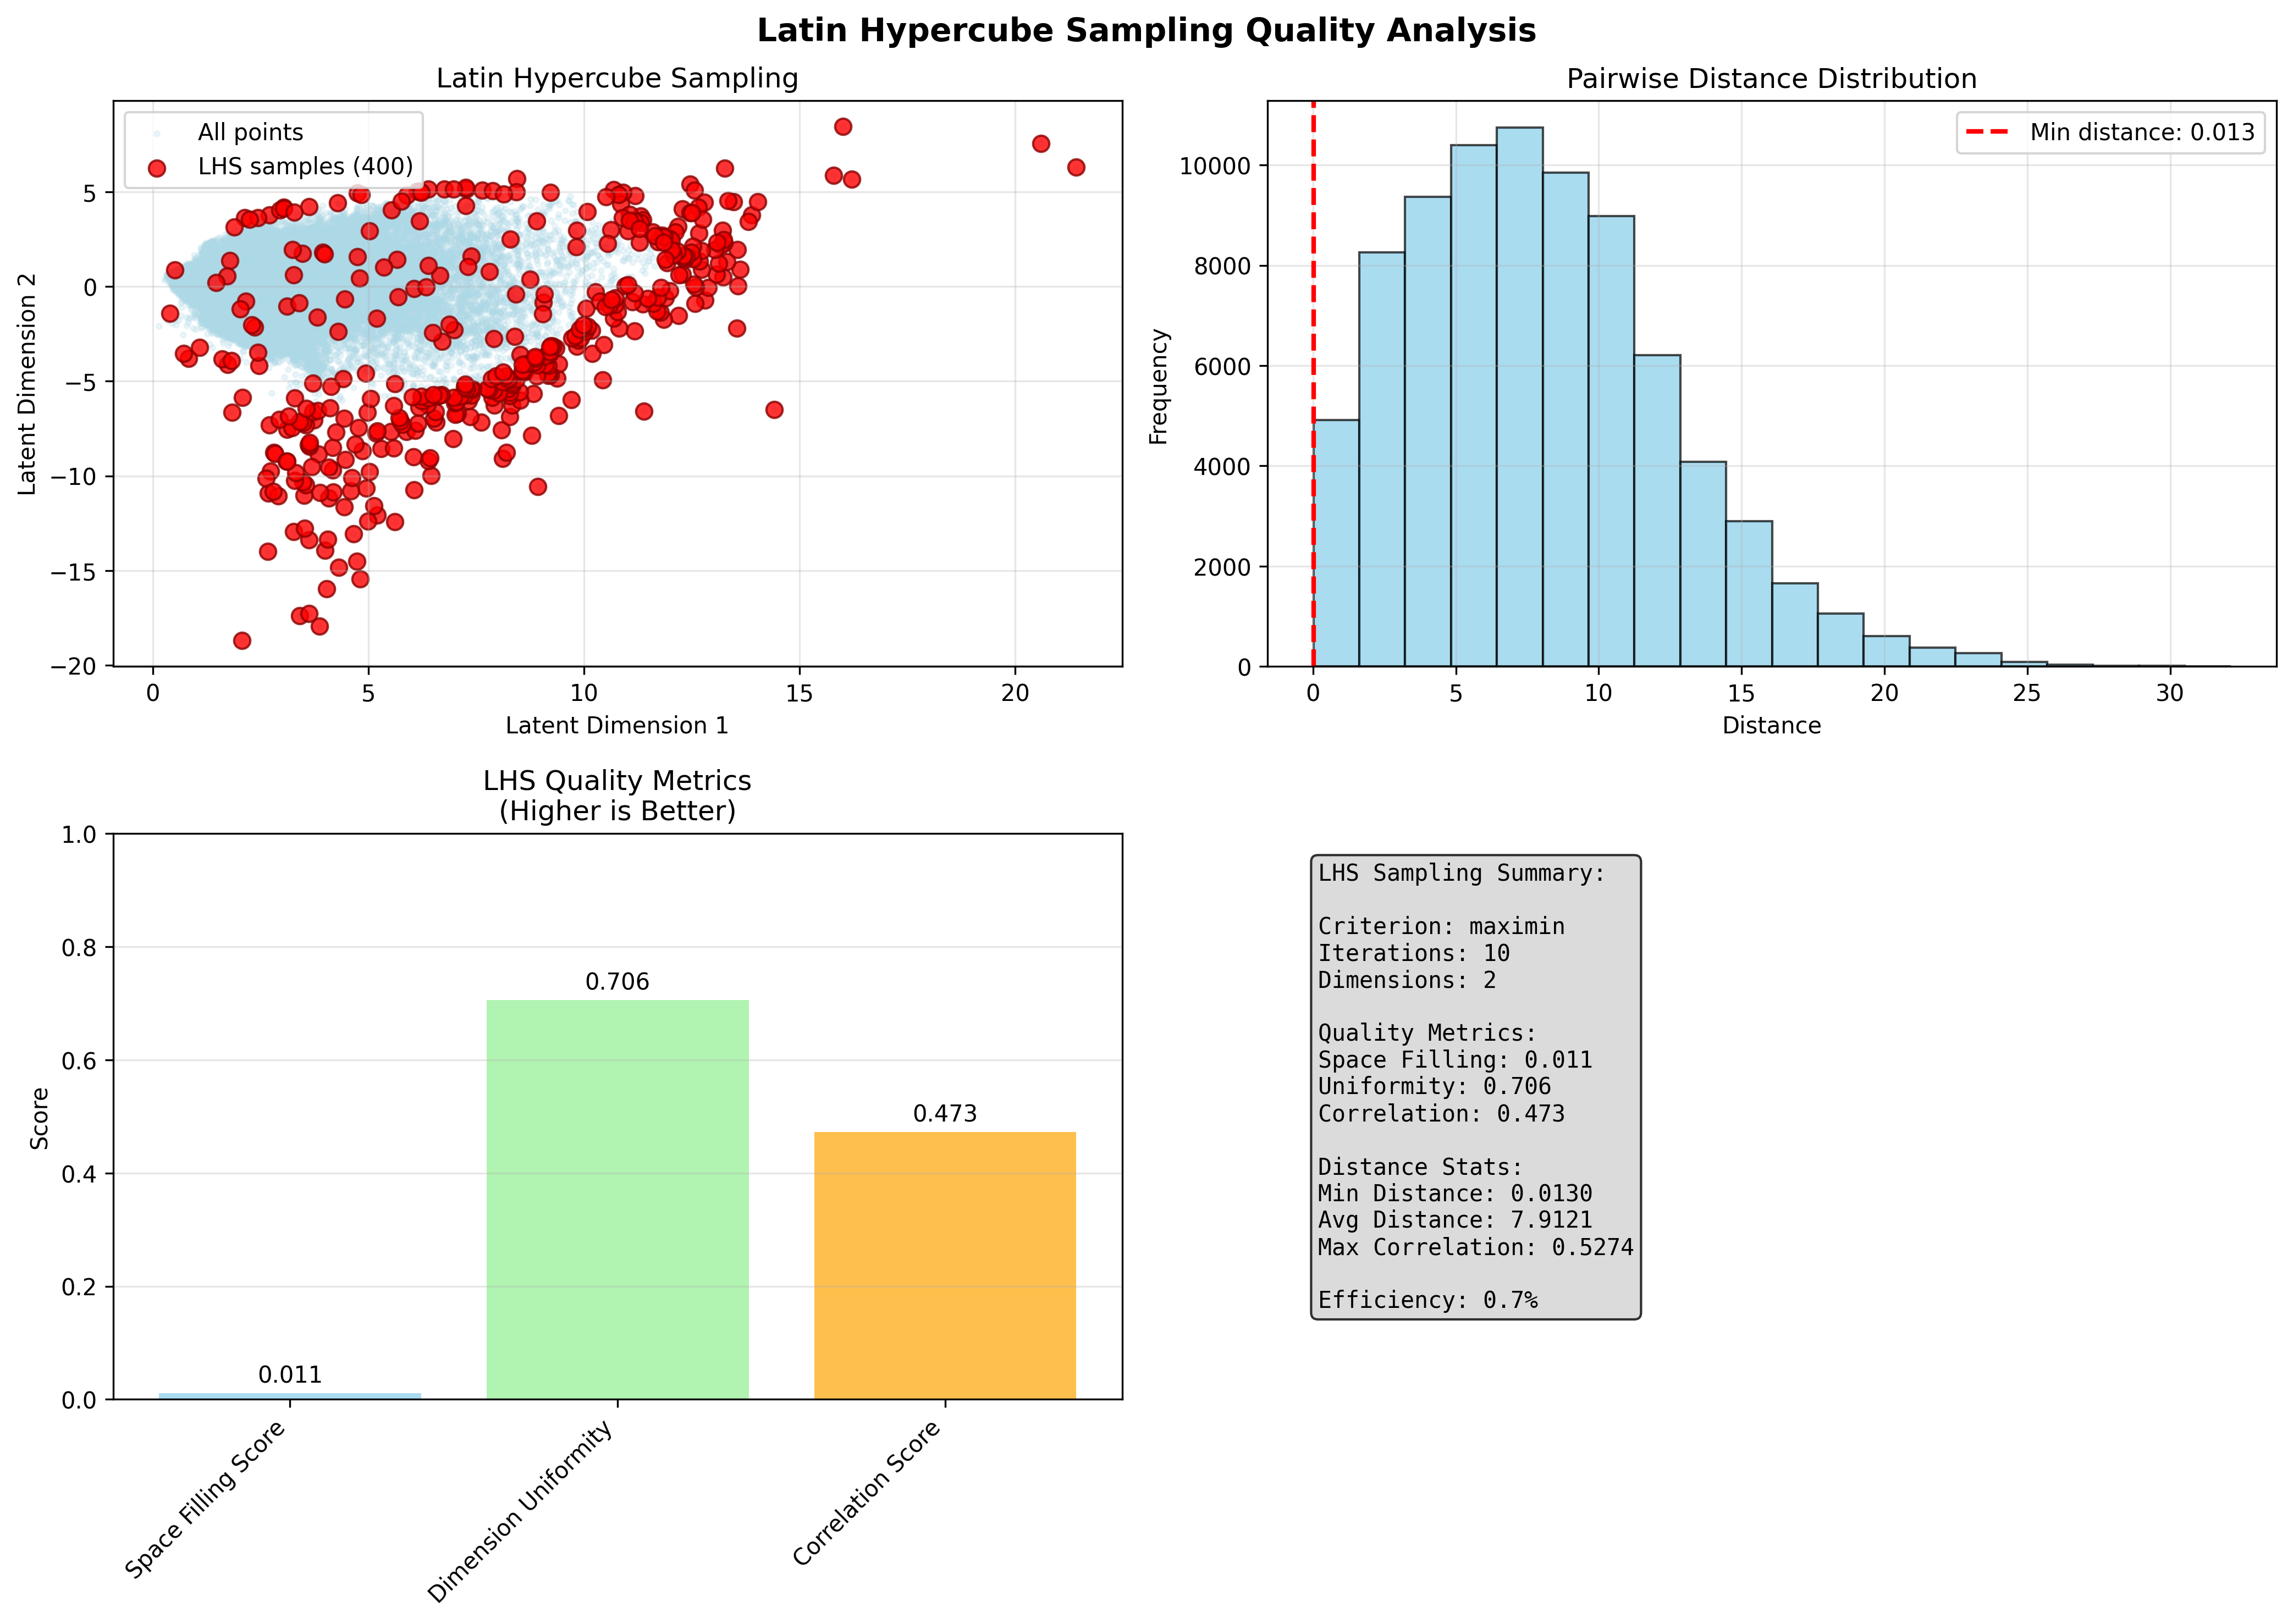 Latin Hypercube Sampling Quality Analysis
Latin Hypercube Sampling
All points
LHS samples (400)
5
0
−5
−10
−15
−20
Latent Dimension 2
0
5
10
15
20
Latent Dimension 1
Pairwise Distance Distribution
Min distance: 0.013
10000
8000
6000
4000
2000
0
Frequency
0
5
10
15
20
25
30
Distance
LHS Quality Metrics
(Higher is Better)
1.0
0.8
0.6
0.4
0.2
0.0
Score
0.011
0.706
0.473
Space Filling Score
Dimension Uniformity
Correlation Score
LHS Sampling Summary:
Criterion: maximin
Iterations: 10
Dimensions: 2
Quality Metrics:
Space Filling: 0.011
Uniformity: 0.706
Correlation: 0.473
Distance Stats:
Min Distance: 0.0130
Avg Distance: 7.9121
Max Correlation: 0.5274
Efficiency: 0.7%